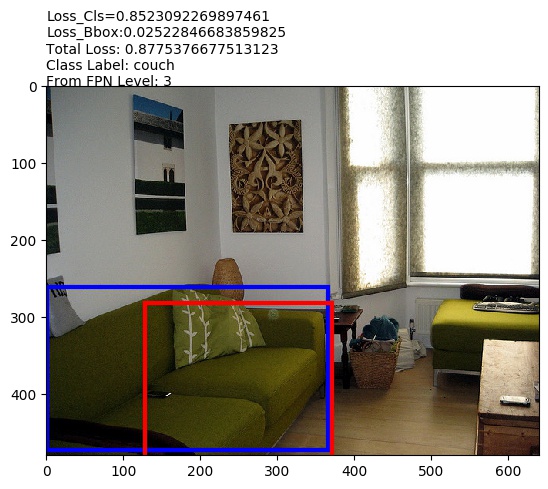 Loss_Cls=0.8523092269897461
Loss_Bbox:0.02522846683859825
Total Loss: 0.8775376677513123
Class Label: couch
From FPN Level: 3
0
100
200
300
400
0
100
200
300
400
500
600